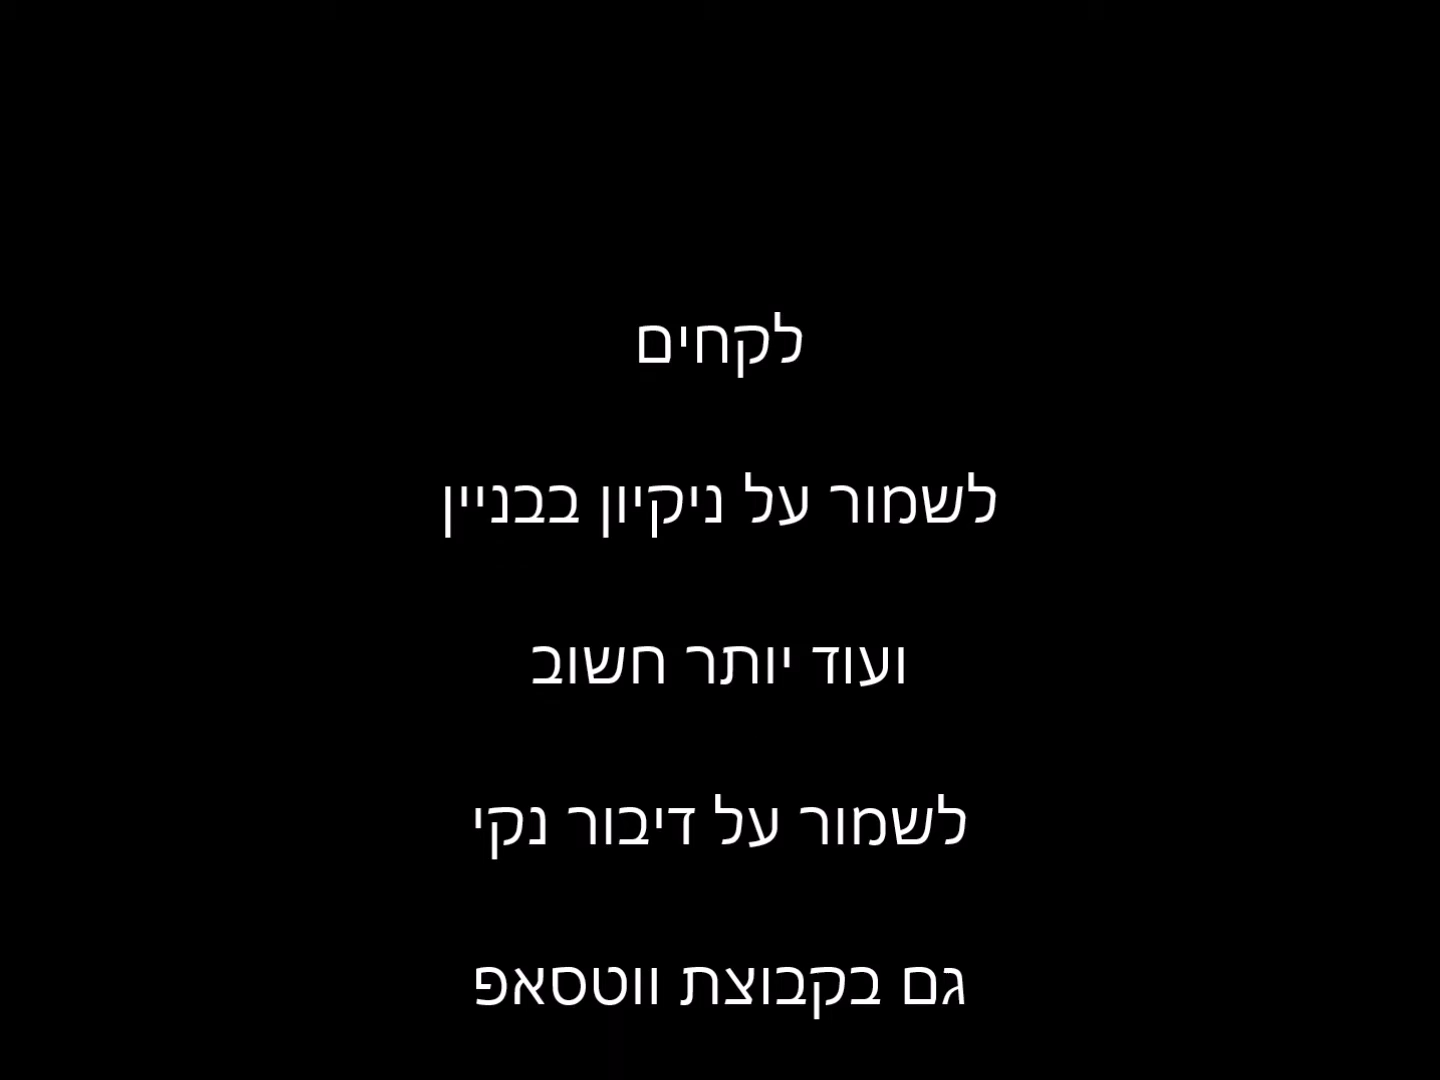 לקחים
לשמור על ניקיון בבניין
ועוד יותר חשוב
לשמור על דיבור נקי
גם בקבוצת ווטסאפ